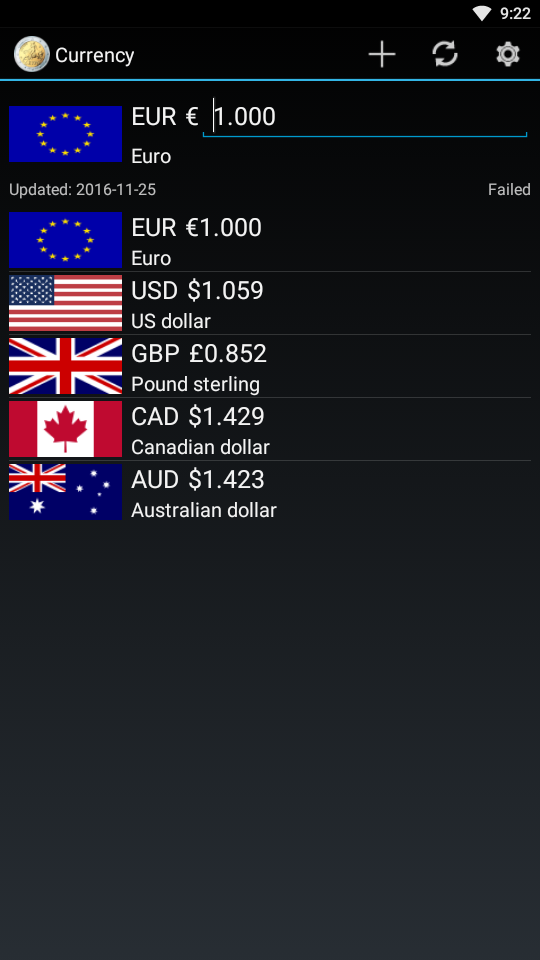 9:22
Currency
EUR € 1.000
Euro
Updated: 2016-11-25 Failed
EUR €1.000
Euro
USD $1.059
US dollar
GBP £0.852
Pound sterling
CAD $1.429
Canadian dollar
AUD $1.423
Australian dollar